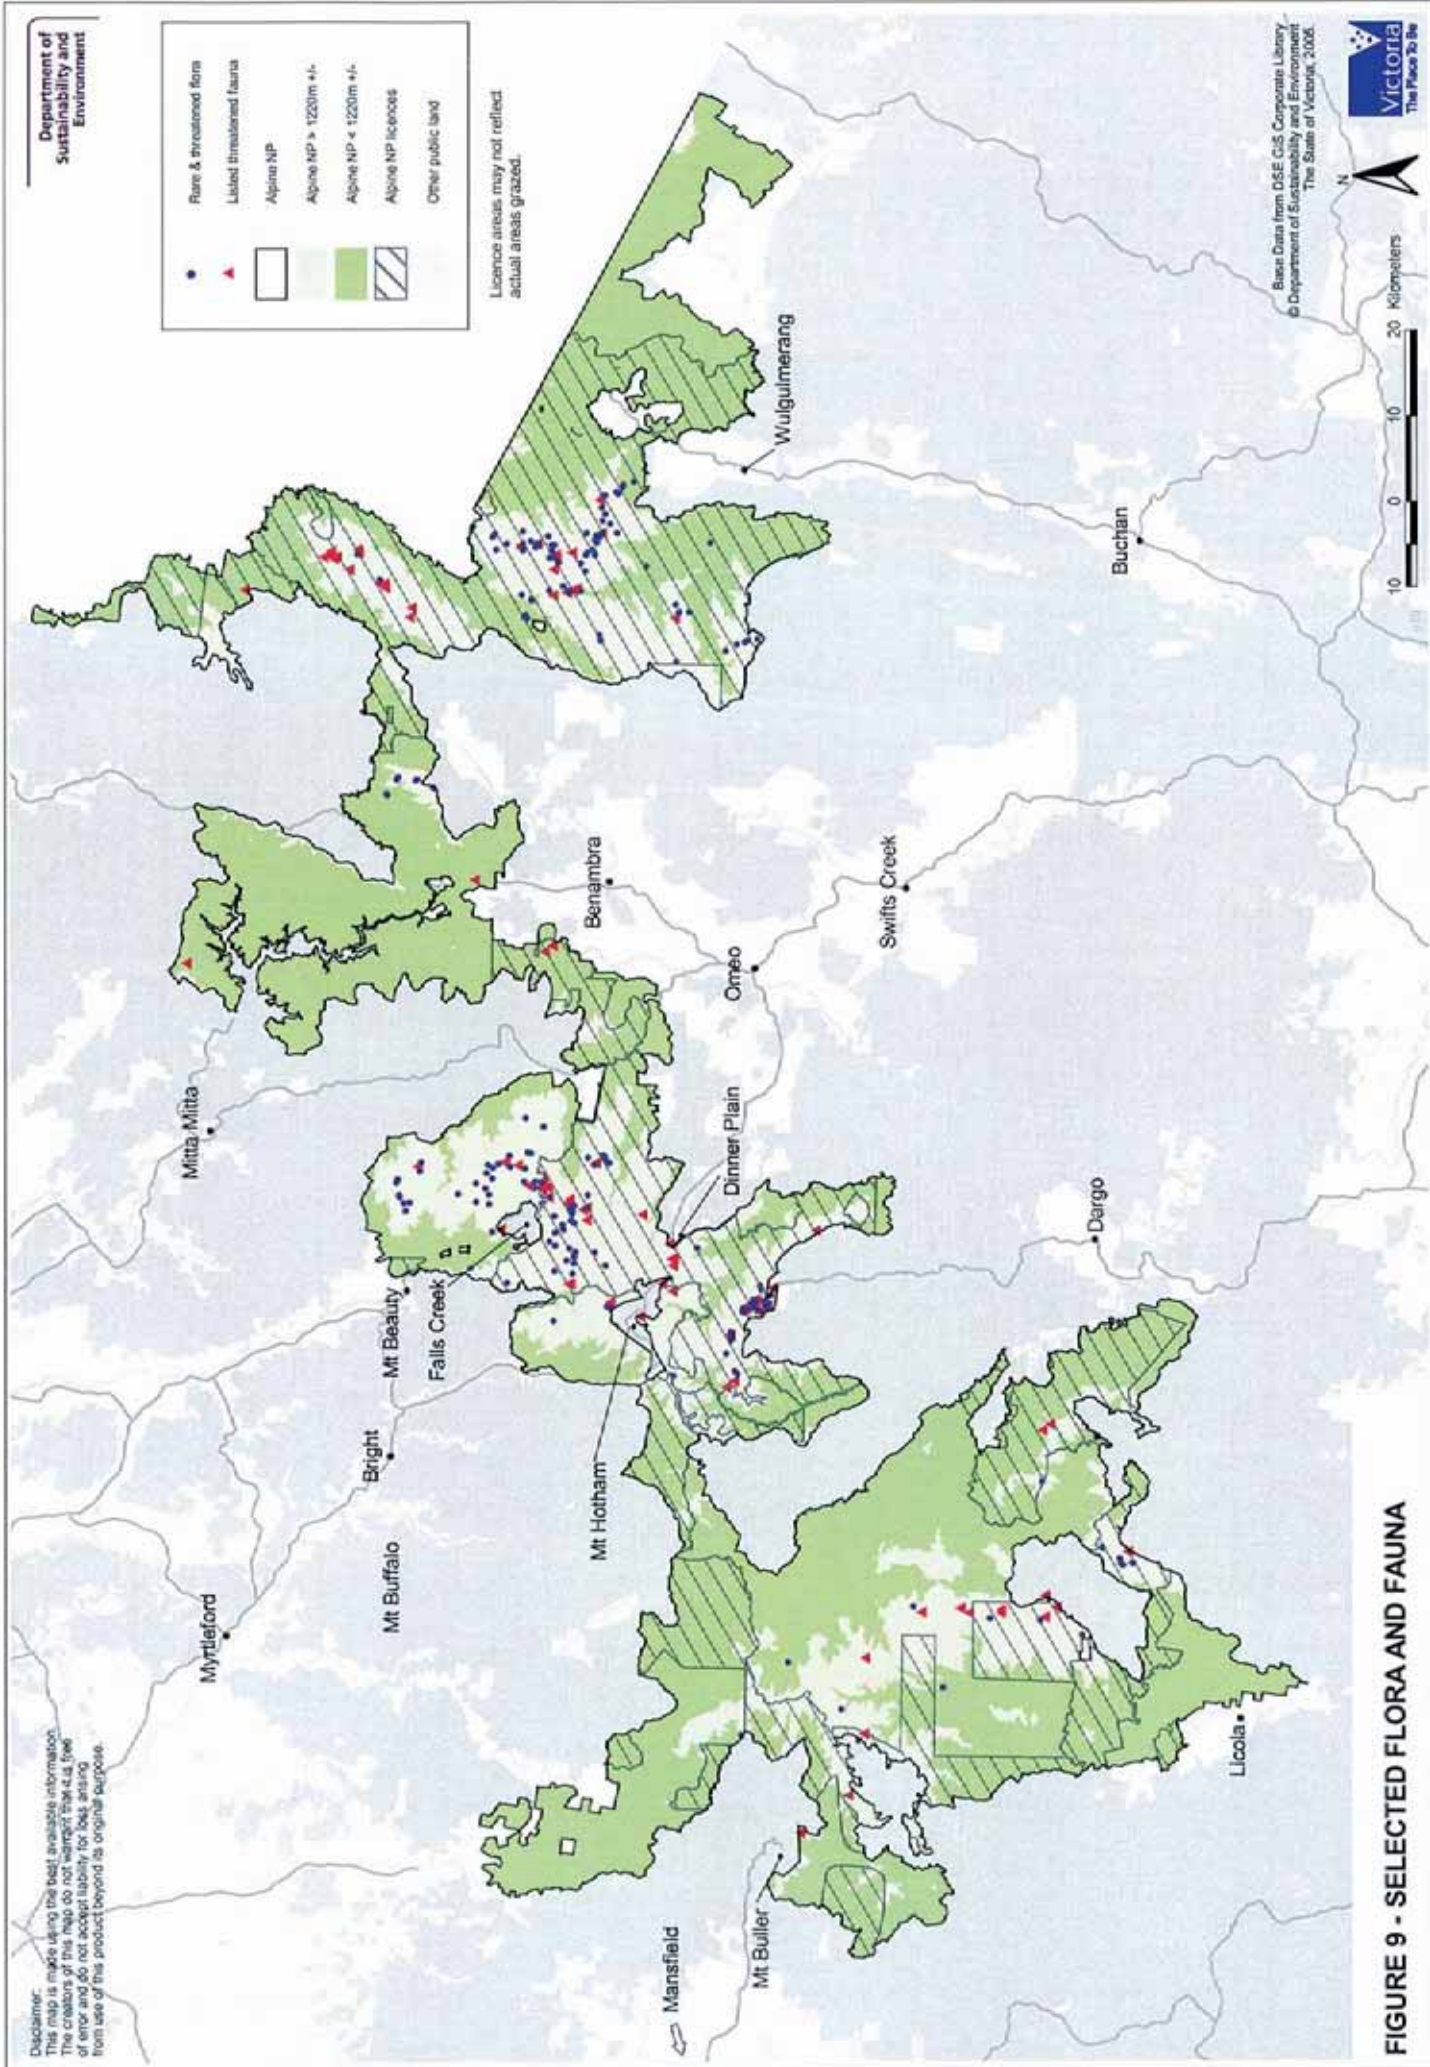 Disclaimer:
This map is made using the best available information.
The creators of this map do not warrant that it is free
of error and do not accept liability for loss arising
from use of this product beyond its original purpose.
Department of
Sustainability and
Environment
Rare & threatened flora
Listed threatened fauna
Alpine NP
Alpine NP > 1220m +/-
Alpine NP < 1220m +/-
Alpine NP licences
Other public land
Licence areas may not reflect
actual areas grazed.
Myrtleford
Mitta Mitta
Mt Buffalo
Bright
Mt Beauty
Falls Creek
Mt Hotham
Benambra
Mansfield
Mt Buller
Dinner Plain
Omeo
Wulgulmerang
Swifts Creek
Dargo
Buchan
Licola
Base Data from DSE GIS Corporate Library
© Department of Sustainability and Environment
The State of Victoria, 2005.
N
10 0 10 20 Kilometers
Victoria
The Place To Be
FIGURE 9 - SELECTED FLORA AND FAUNA